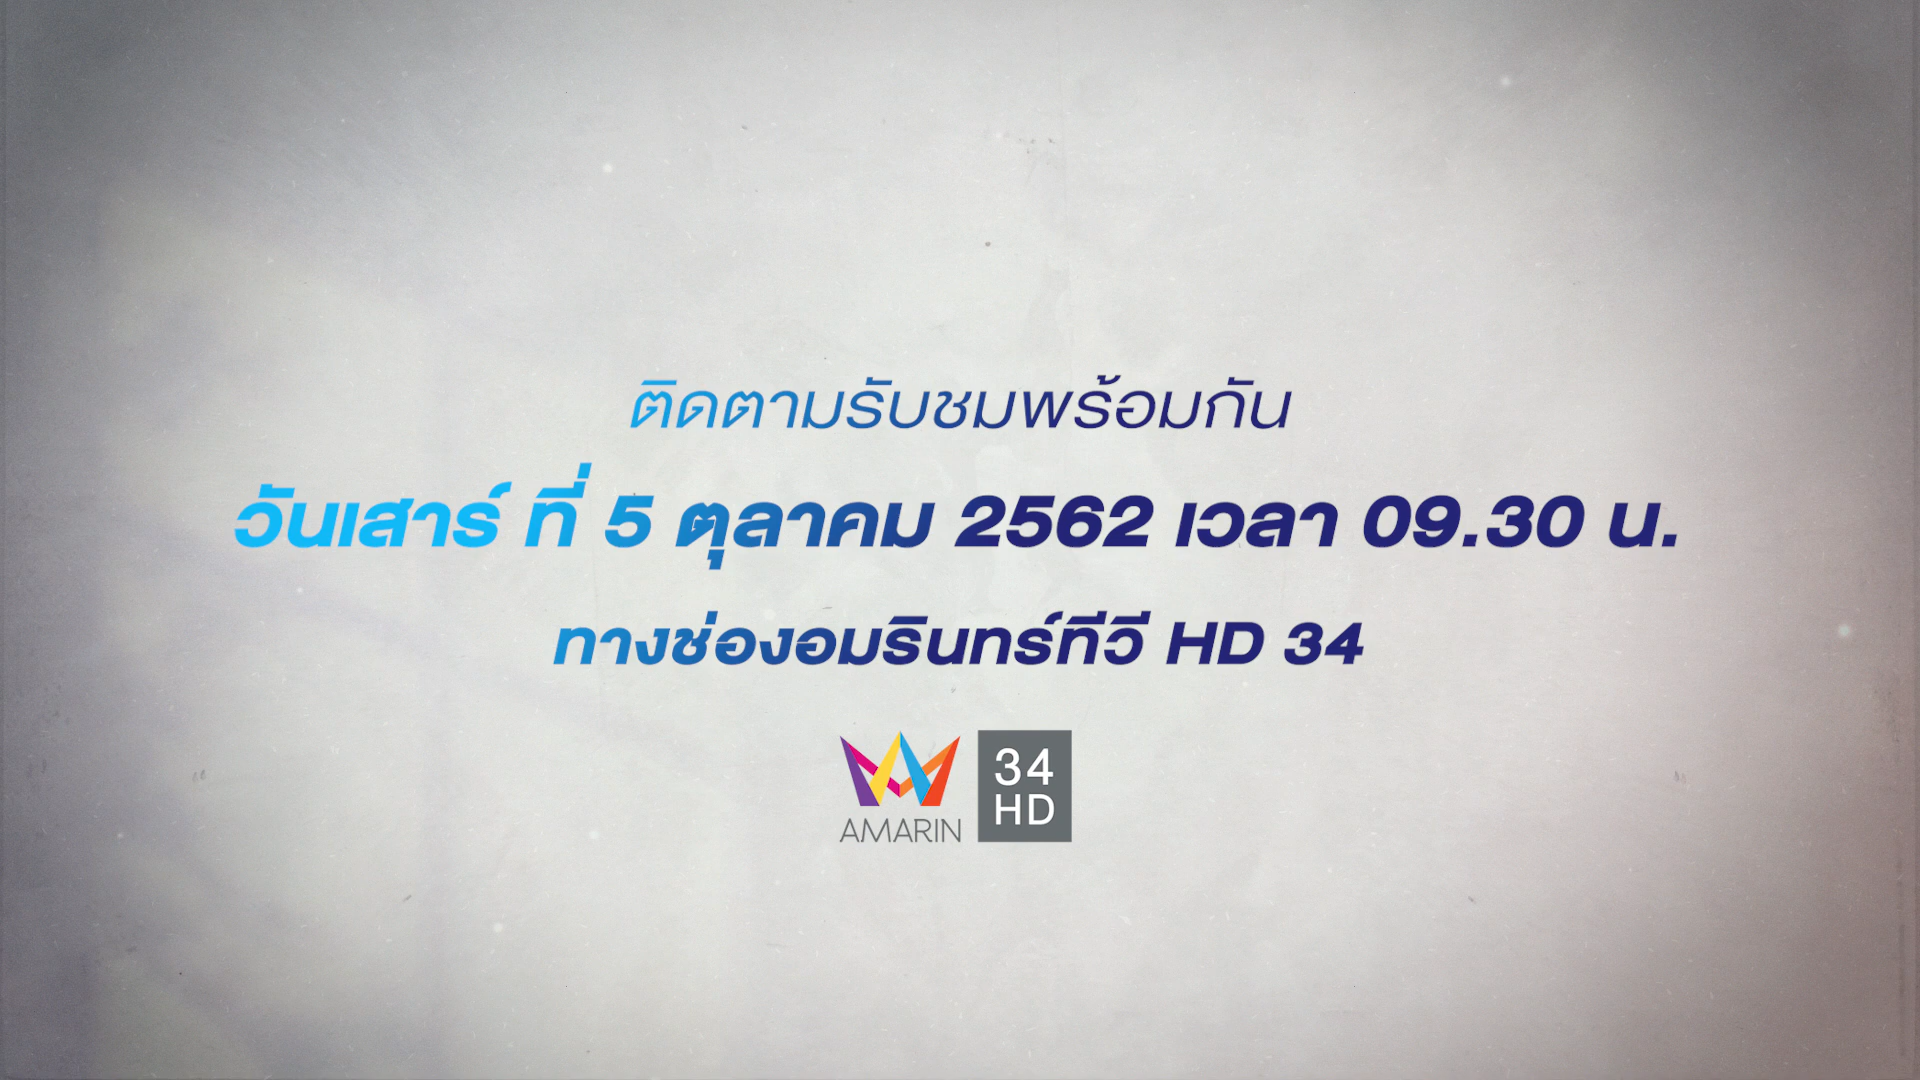 ติดตามรับชมพร้อมกัน
วันเสาร์ ที่ 5 ตุลาคม 2562 เวลา 09.30 น.
ทางช่องอมรินทร์ทีวี HD 34
AMARIN
34
HD